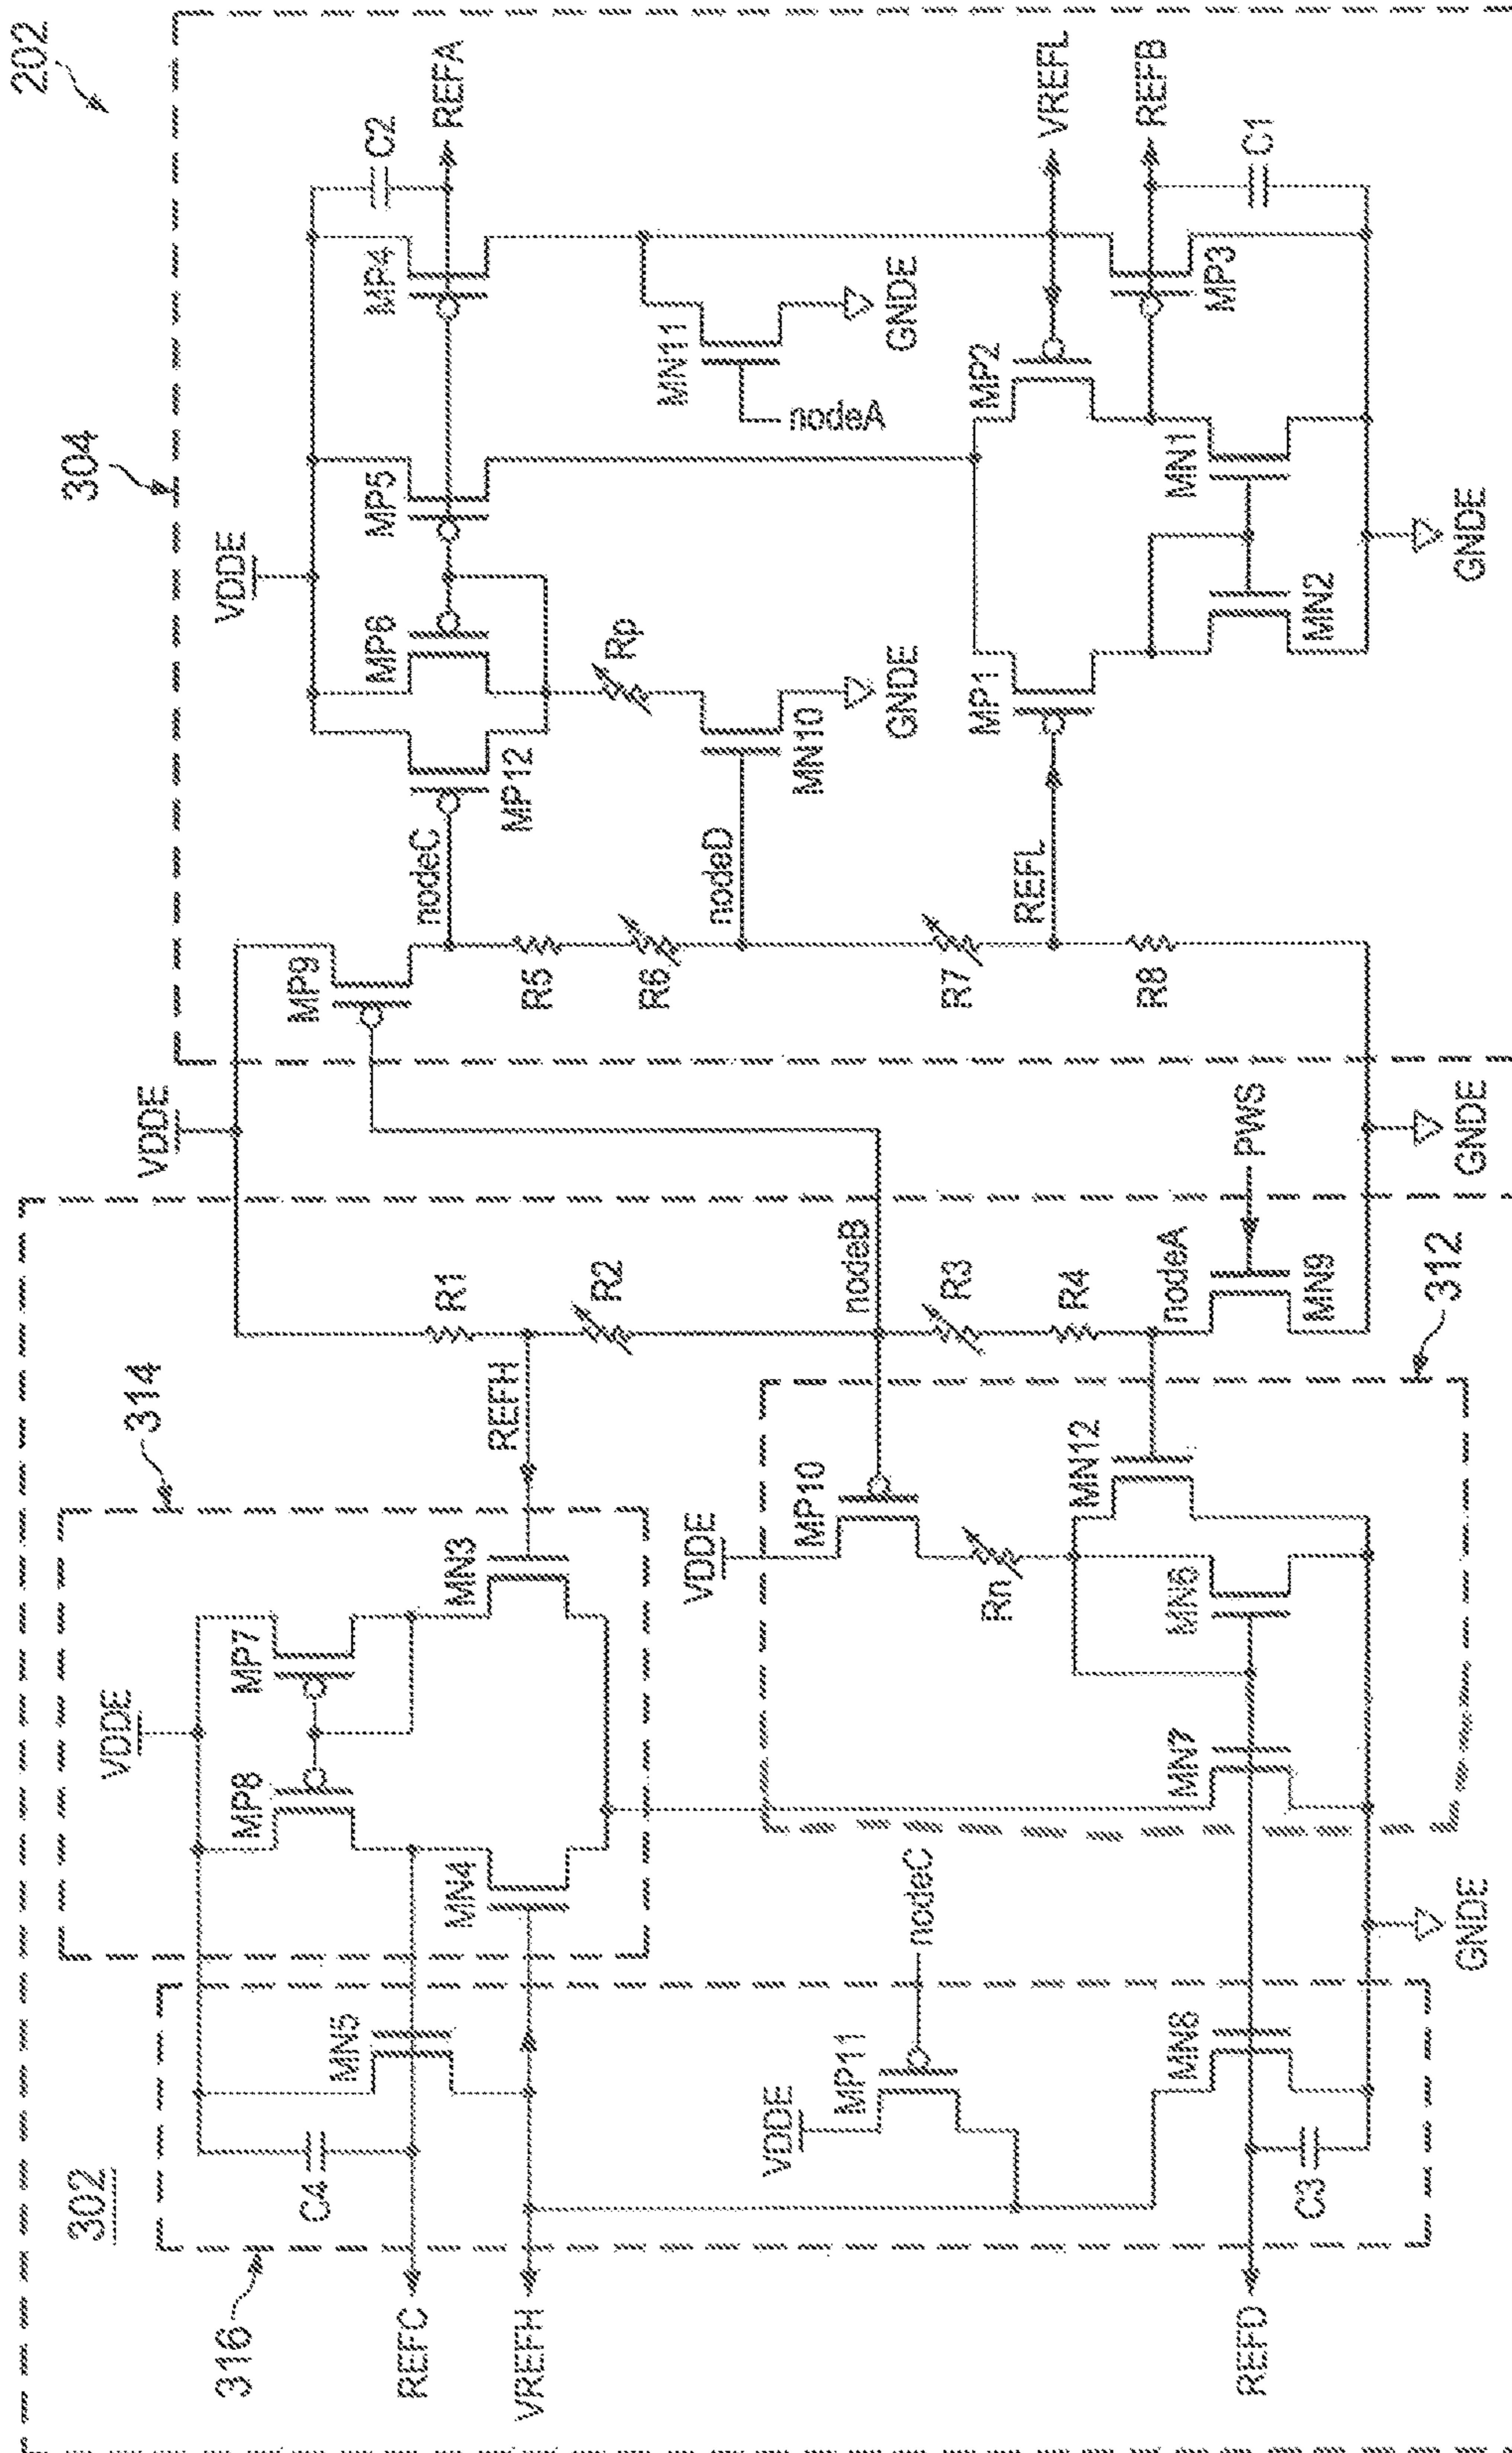 202
304
VDDE
C2
REFA
MP4
MP5
MP6
MP12
nodeC
Rp
MN11
GNDE
nodeA
nodeD
MN10
GNDE
MP9
R5
R6
R7
R8
REFL
MP1
MP2
VREFL
REFB
MP3
C1
MN1
MN2
GNDE
VDDE
PWS
GNDE
302
314
VDDE
MP8
MP7
MN4
MN3
REFH
R1
R2
nodeB
R3
R4
nodeA
MN9
312
VDDE
MP10
Rn
MN12
MN6
MN7
GNDE
316
C4
MN5
REFC
VREFH
VDDE
MP11
nodeC
MN8
C3
REFD